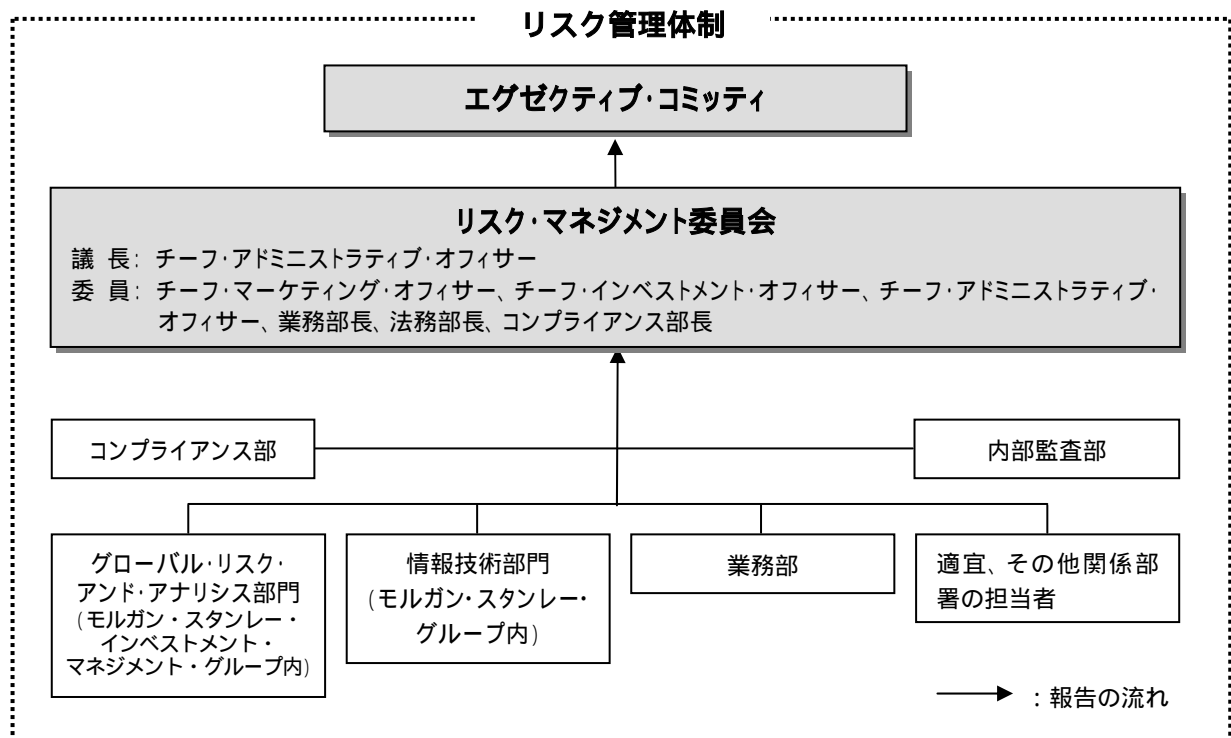 リスク管理体制
エグゼクティブ・コミッティ
リスク・マネジメント委員会
議 長: チーフ・アドミニストラティブ・オフィサー
委 員: チーフ・マーケティング・オフィサー、チーフ・インベストメント・オフィサー、チーフ・アドミニストラティブ・
オフィサー、業務部長、法務部長、コンプライアンス部長
コンプライアンス部
内部監査部
グローバル・リスク・
アンド・アナリシス部門
(モルガン・スタンレー・
インベストメント・
マネジメント・グループ内)
情報技術部門
(モルガン・スタンレー・
グループ内)
業務部
適宜、その他関係部
署の担当者
:報告の流れ